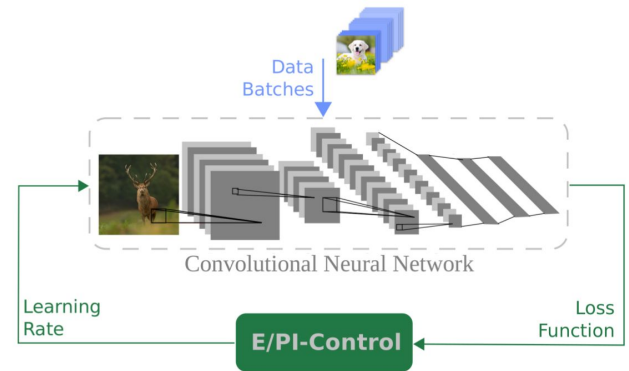 Data
Batches
Convolutional Neural Network
Learning
Rate
E/PI-Control
Loss
Function